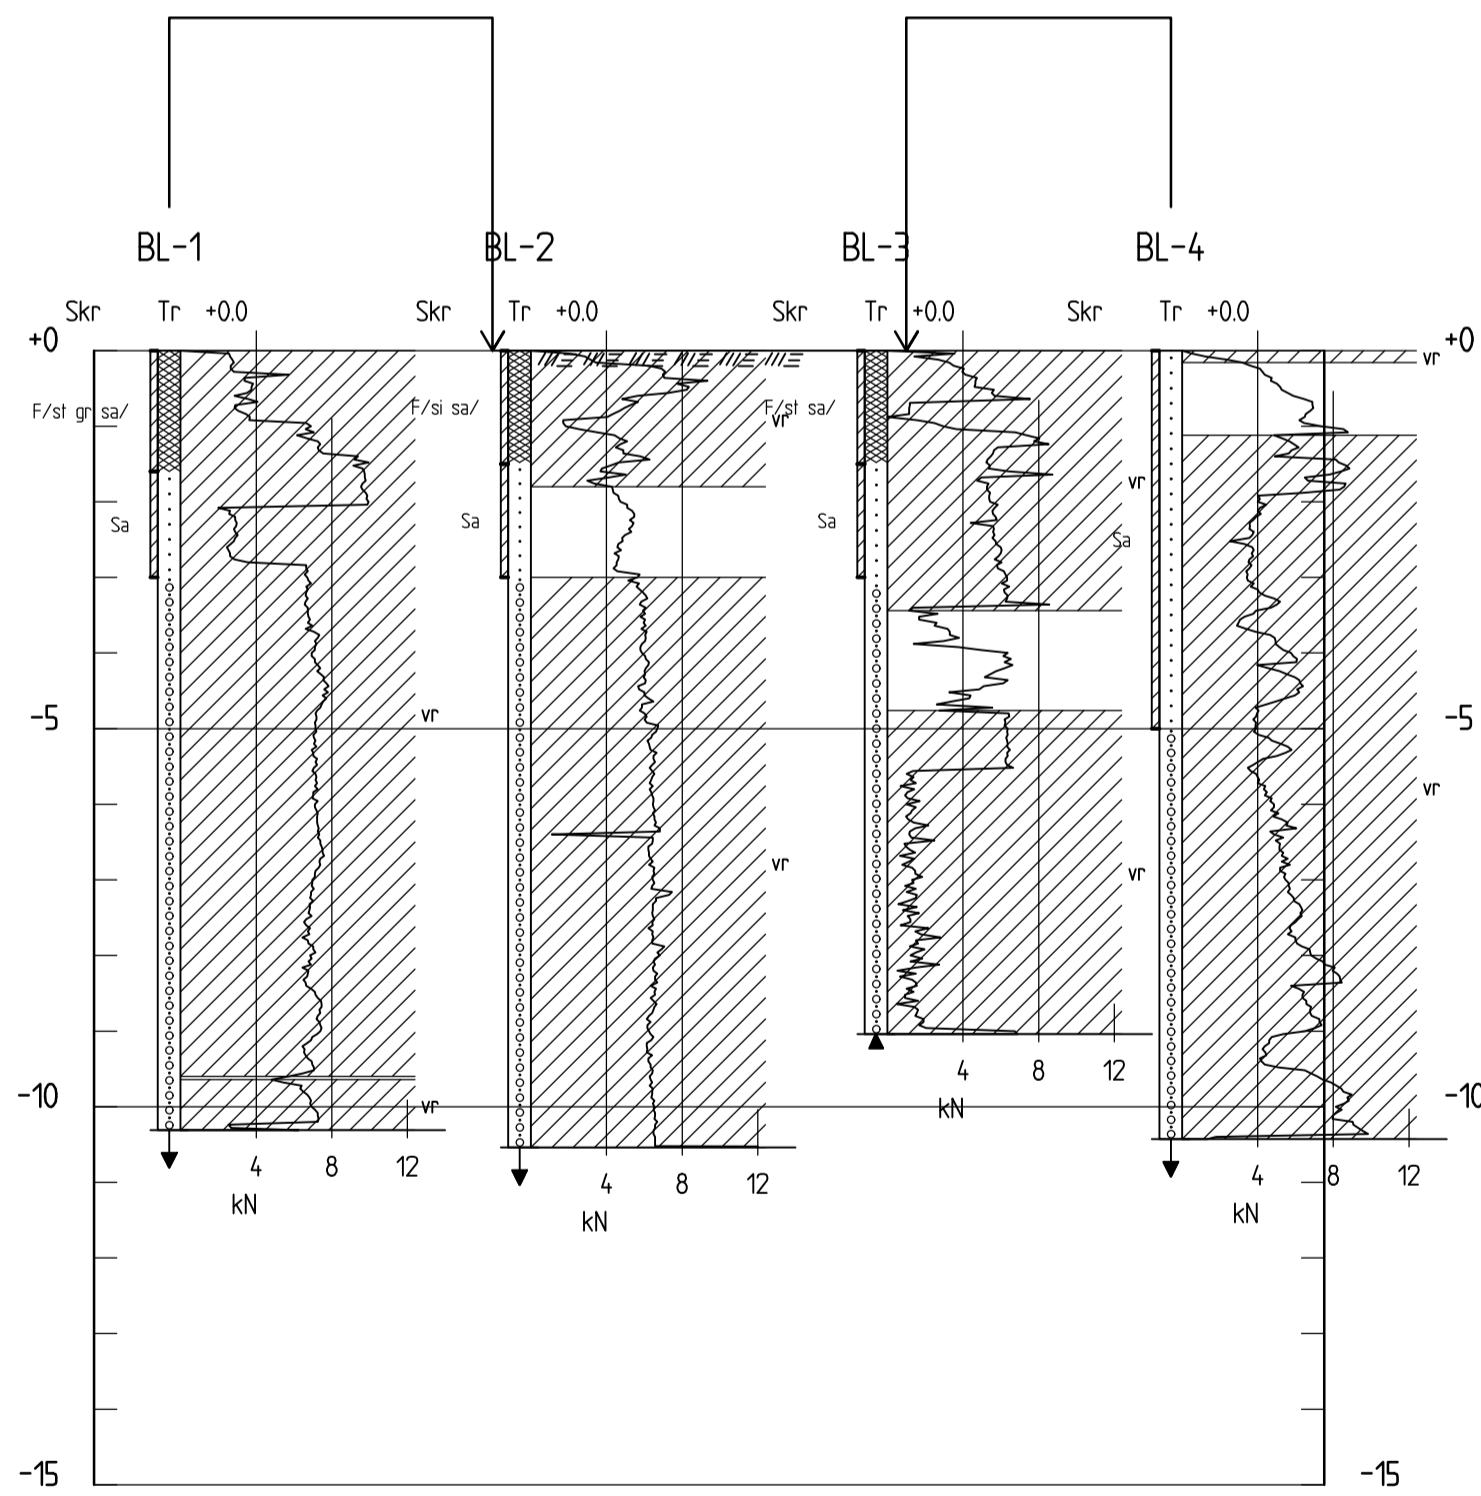 BL-1 BL-2 BL-3 BL-4
Skr Tr +0.0 Skr Tr +0.0 Skr Tr +0.0 Skr Tr +0.0
+0 +0
vr
F/st gr sa/ F/si sa/ F/st sa/
vr
vr
Sa Sa Sa
Sa
-5 vr -5
vr
vr vr
4 8 12
-10 vr kN -10
4 8 12 4 8 12 4 8 12
kN kN kN
-15 -15